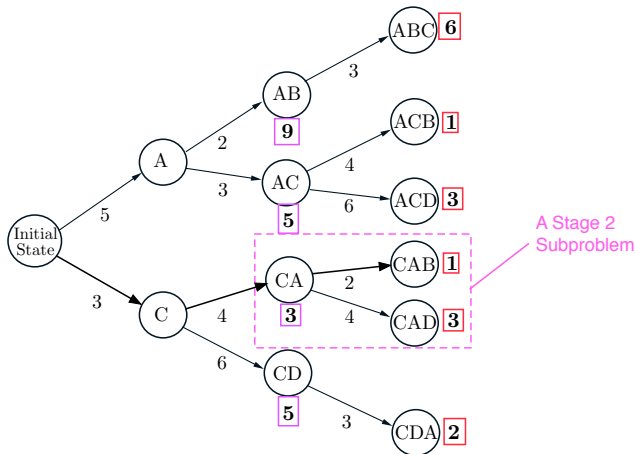 ABC 6
3
AB
9
2
A
ACB 1
4
3
AC
5
6
ACD 3
5
Initial
State
A Stage 2
Subproblem
3
C
4
CA
3
2
CAB 1
4
CAD 3
6
CD
5
3
CDA 2